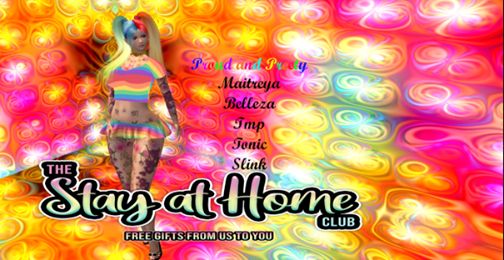 Proud and Pretty
Maitreya
Belleza
Tmp
Tonic
Slink
THE
Stay at Home
CLUB
FREE GIFTS FROM US TO YOU